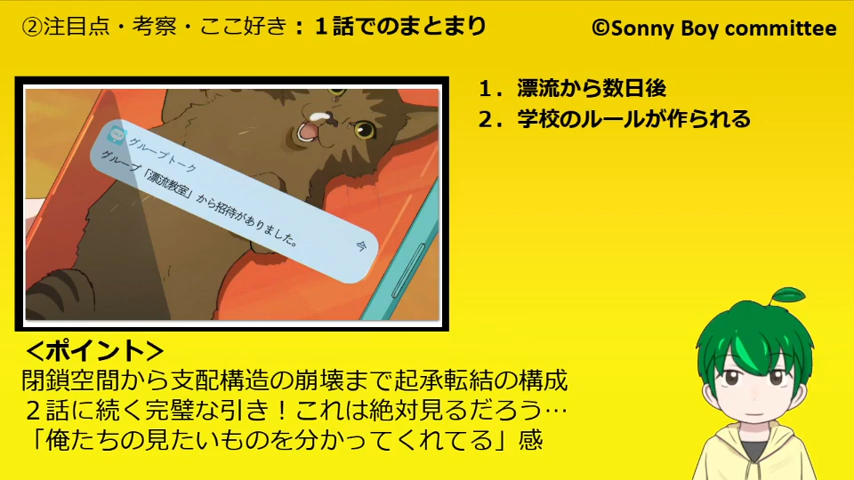 ②注目点・考察・ここ好き：１話でのまとまり
©Sonny Boy committee
１．漂流から数日後
２．学校のルールが作られる
グループトーク
グループ「漂流教室」から招待がありました。
今
＜ポイント＞
閉鎖空間から支配構造の崩壊まで起承転結の構成
２話に続く完璧な引き！これは絶対見るだろう…
「俺たちの見たいものを分かってくれてる」感